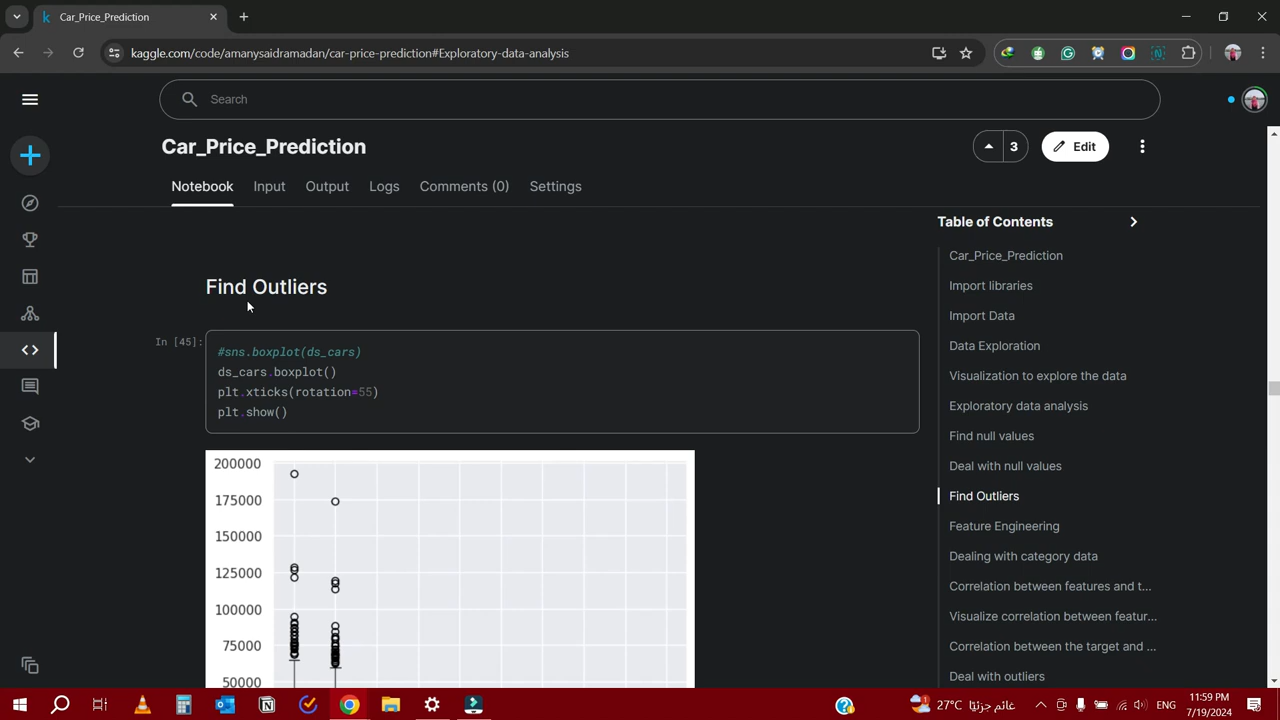 Car_Price_Prediction
kaggle.com/code/amanysaidramadan/car-price-prediction#Exploratory-data-analysis
Search
Car_Price_Prediction
3
Edit
Notebook
Input
Output
Logs
Comments (0)
Settings
Table of Contents
Car_Price_Prediction
Import libraries
Import Data
Data Exploration
Visualization to explore the data
Exploratory data analysis
Find null values
Deal with null values
Find Outliers
Feature Engineering
Dealing with category data
Correlation between features and t...
Visualize correlation between featur...
Correlation between the target and ...
Deal with outliers
Find Outliers
In [45]:
#sns.boxplot(ds_cars)
ds_cars.boxplot()
plt.xticks(rotation=55)
plt.show()
200000
175000
150000
125000
100000
75000
50000
27°C غائم جزئيًا
ENG
11:59 PM
7/19/2024